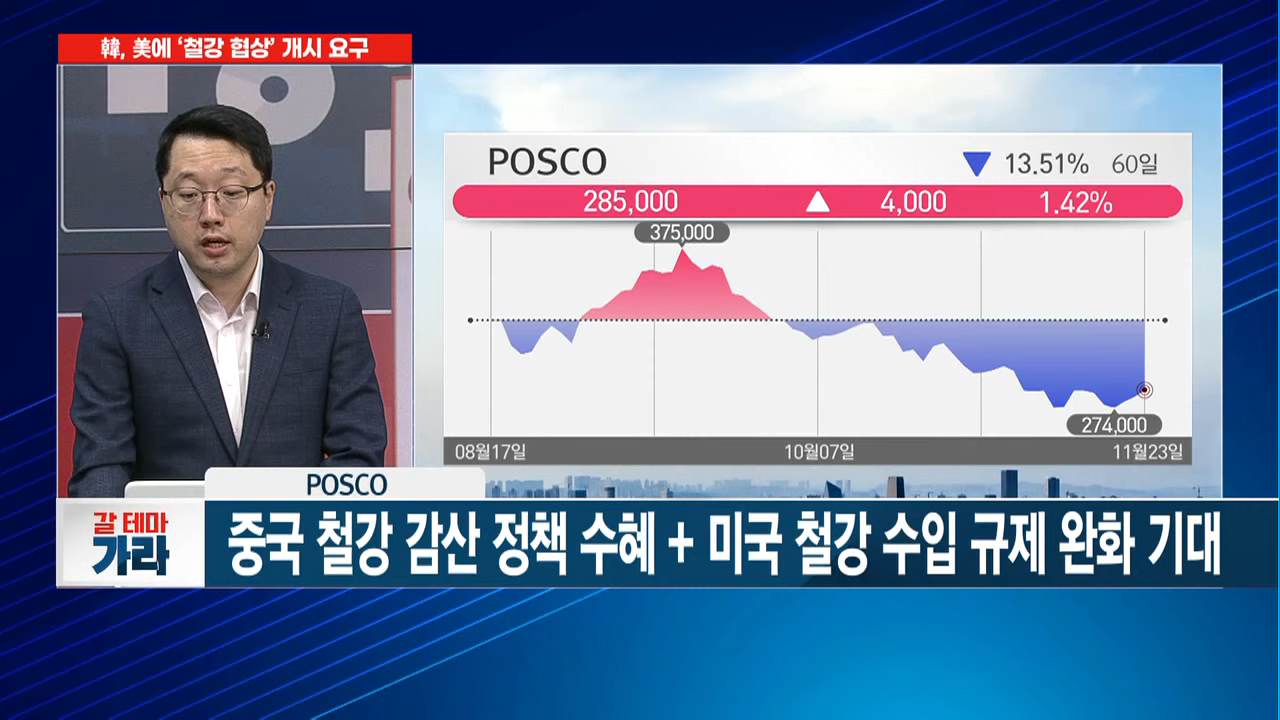 韓, 美에 ‘철강 협상’ 개시 요구
POSCO
▼ 13.51% 60일
285,000 ▲ 4,000 1.42%
375,000
274,000
08월17일 10월07일 11월23일
POSCO
갈 테마
가라
중국 철강 감산 정책 수혜 + 미국 철강 수입 규제 완화 기대